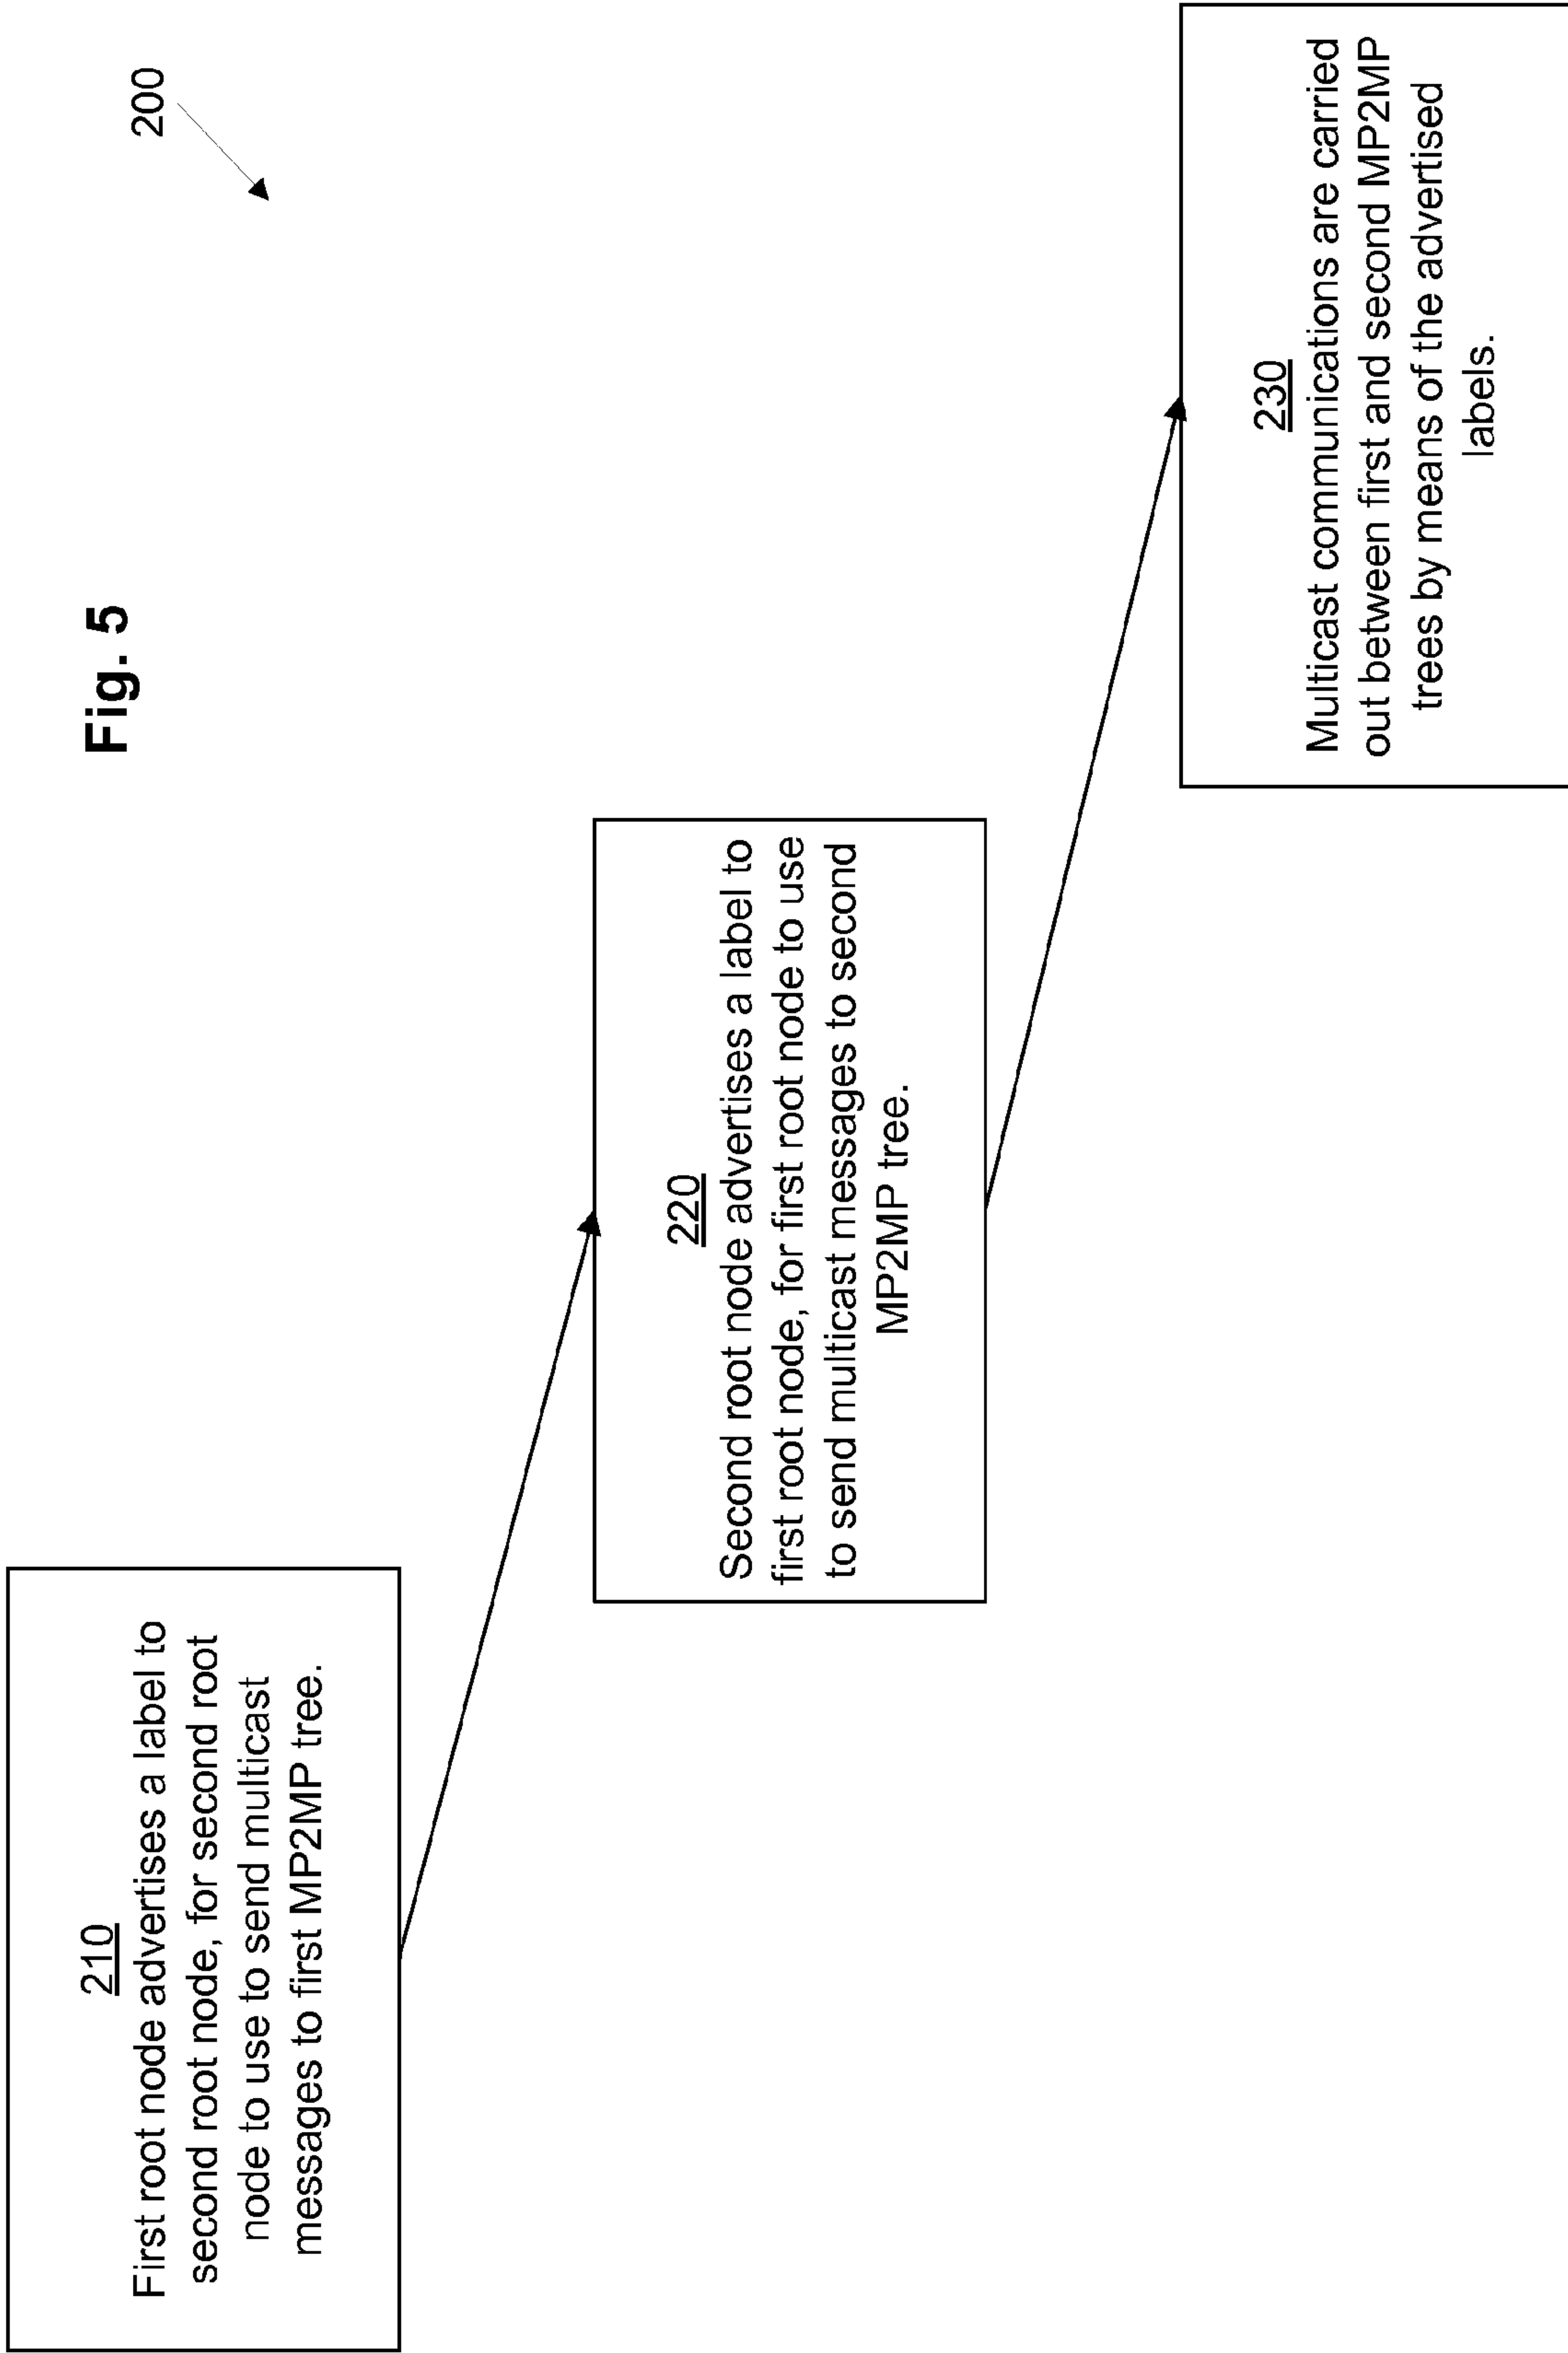 Fig. 5
200
210
First root node advertises a label to
second root node, for second root
node to use to send multicast
messages to first MP2MP tree.
220
Second root node advertises a label to
first root node, for first root node to use
to send multicast messages to second
MP2MP tree.
230
Multicast communications are carried
out between first and second MP2MP
trees by means of the advertised
labels.